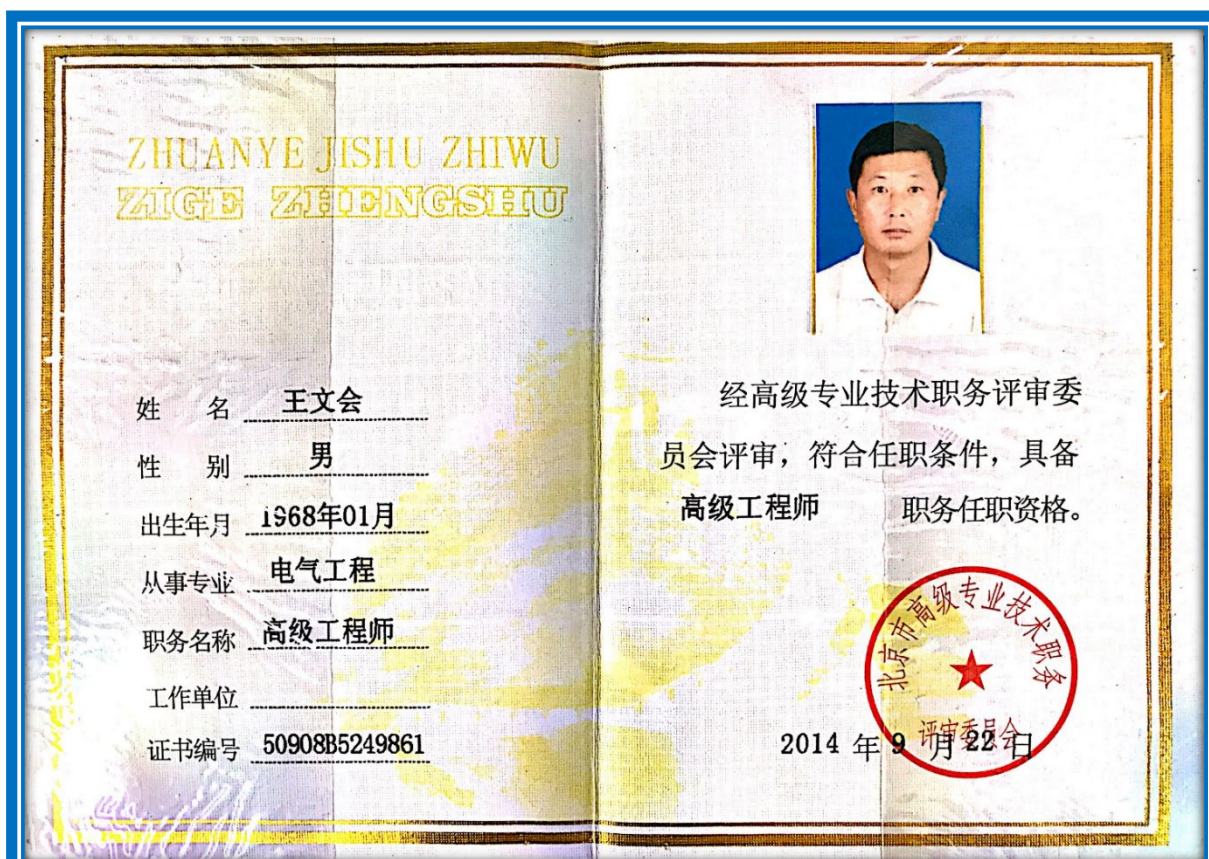 ZHUANYE JISHU ZHIWU
ZIGE ZHENGSHU
姓 名 王文会
性 别 男
出生年月 1968年01月
从事专业 电气工程
职务名称 高级工程师
工作单位
证书编号 50908B5249861
经高级专业技术职务评审委
员会评审，符合任职条件，具备
高级工程师 职务任职资格。
北京市高级专业技术职务
评审委员会
2014 年 9 月 22 日